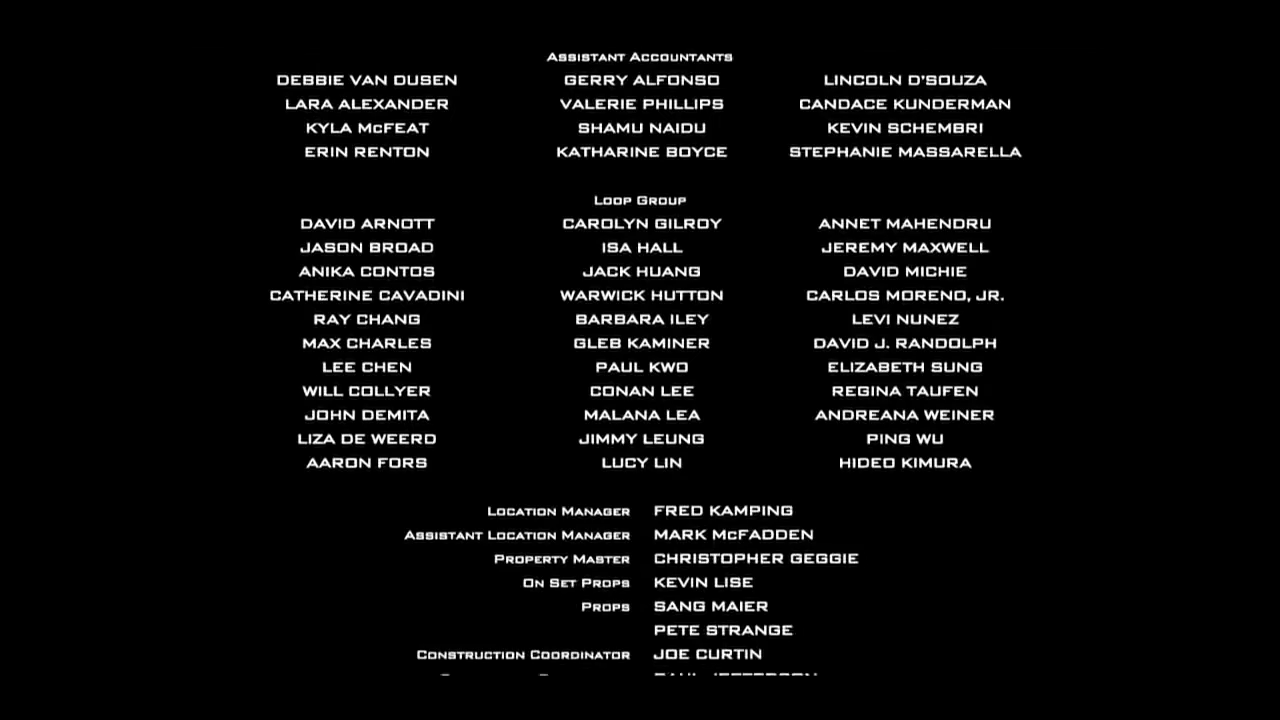 Assistant Accountants
DEBBIE VAN DUSEN GERRY ALFONSO LINCOLN D'SOUZA
LARA ALEXANDER VALERIE PHILLIPS CANDACE KUNDERMAN
KYLA McFEAT SHAMU NAIDU KEVIN SCHEMBRI
ERIN RENTON KATHARINE BOYCE STEPHANIE MASSARELLA
Loop Group
DAVID ARNOTT CAROLYN GILROY ANNET MAHENDRU
JASON BROAD ISA HALL JEREMY MAXWELL
ANIKA CONTOS JACK HUANG DAVID MICHIE
CATHERINE CAVADINI WARWICK HUTTON CARLOS MORENO, JR.
RAY CHANG BARBARA ILEY LEVI NUNEZ
MAX CHARLES GLEB KAMINER DAVID J. RANDOLPH
LEE CHEN PAUL KWO ELIZABETH SUNG
WILL COLLYER CONAN LEE REGINA TAUFEN
JOHN DEMITA MALANA LEA ANDREANA WEINER
LIZA DE WEERD JIMMY LEUNG PING WU
AARON FORS LUCY LIN HIDEO KIMURA
Location Manager FRED KAMPING
Assistant Location Manager MARK McFADDEN
Property Master CHRISTOPHER GEGGIE
On Set Props KEVIN LISE
Props SANG MAIER
PETE STRANGE
Construction Coordinator JOE CURTIN